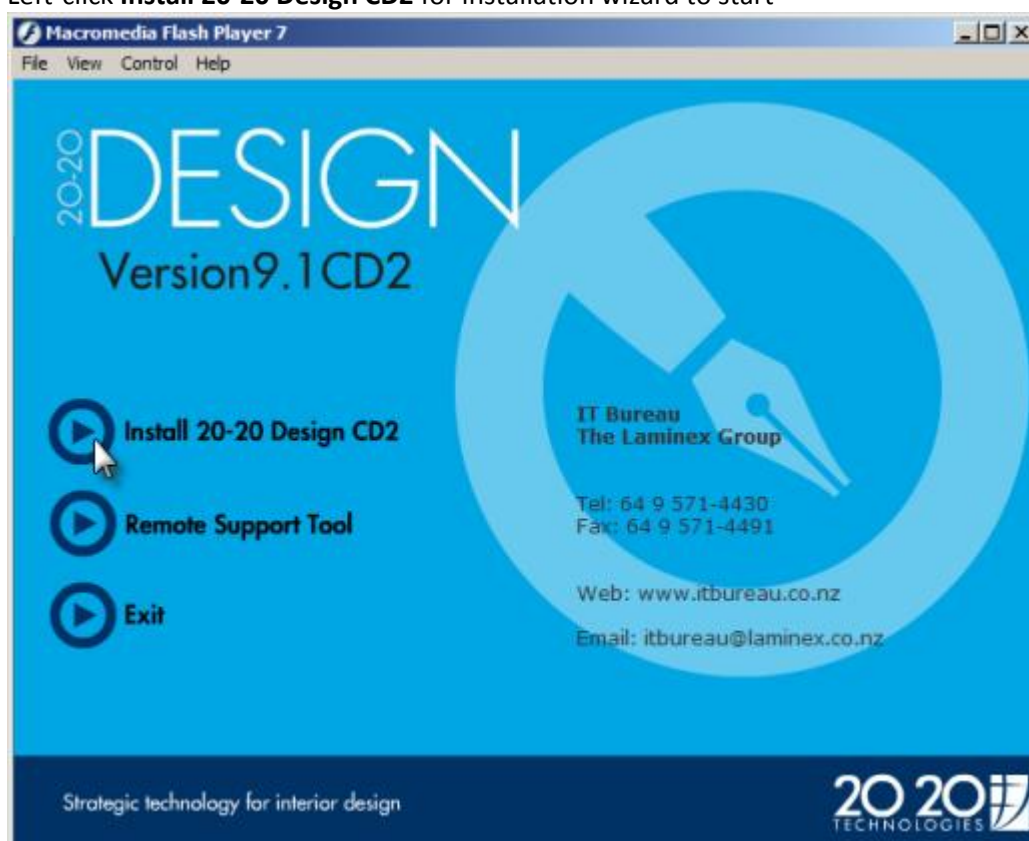 Left-click Install 20-20 Design CD2 for installation wizard to start
Macromedia Flash Player 7
File View Control Help
20-20 DESIGN
Version9.1CD2
Install 20-20 Design CD2
Remote Support Tool
Exit
IT Bureau
The Laminex Group
Tel: 64 9 571-4430
Fax: 64 9 571-4491
Web: www.itbureau.co.nz
Email: itbureau@laminex.co.nz
Strategic technology for interior design
20 20
TECHNOLOGIES